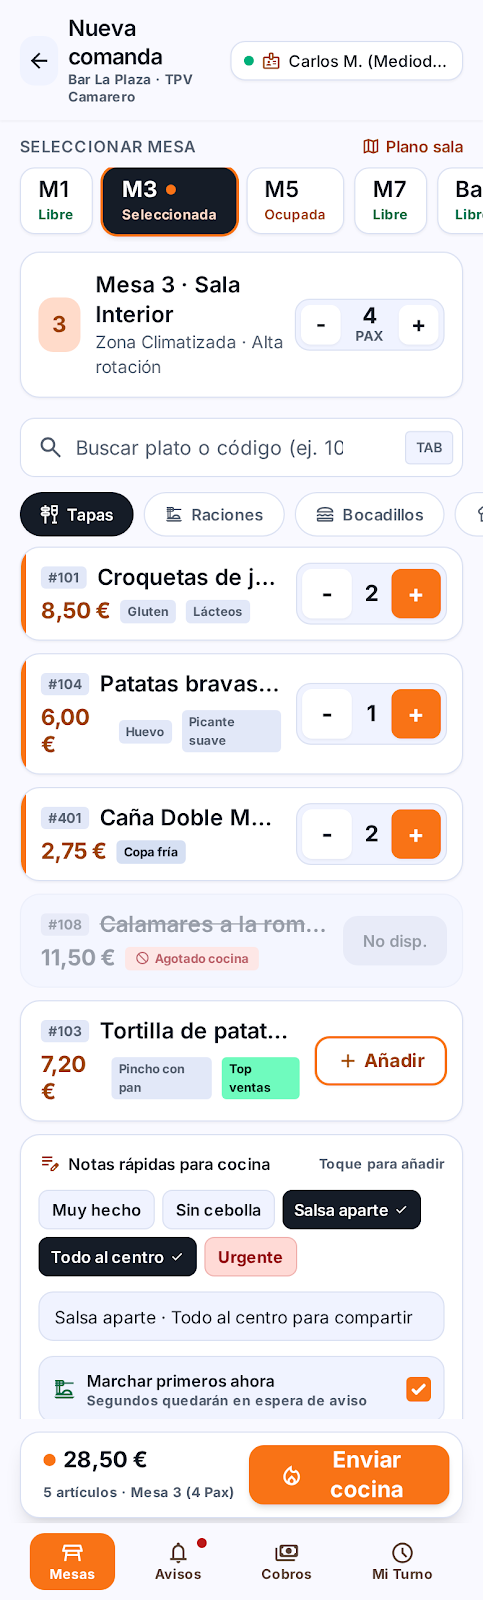 Nueva
comanda
Bar La Plaza · TPV
Camarero
Carlos M. (Mediod...
SELECCIONAR MESA
Plano sala
M1
Libre
M3
Seleccionada
M5
Ocupada
M7
Libre
Ba
Libr
3
Mesa 3 · Sala
Interior
Zona Climatizada · Alta
rotación
-
4
PAX
+
Buscar plato o código (ej. 10
TAB
Tapas
Raciones
Bocadillos
#101
Croquetas de j...
8,50 €
Gluten
Lácteos
-
2
+
#104
Patatas bravas...
6,00
€
Huevo
Picante
suave
-
1
+
#401
Caña Doble M...
2,75 €
Copa fría
-
2
+
#108
Calamares a la rom...
11,50 €
Agotado cocina
No disp.
#103
Tortilla de patat...
7,20
€
Pincho con
pan
Top
ventas
+ Añadir
Notas rápidas para cocina
Toque para añadir
Muy hecho
Sin cebolla
Salsa aparte ✓
Todo al centro ✓
Urgente
Salsa aparte · Todo al centro para compartir
Marchar primeros ahora
Segundos quedarán en espera de aviso
28,50 €
5 artículos · Mesa 3 (4 Pax)
Enviar
cocina
Mesas
Avisos
Cobros
Mi Turno